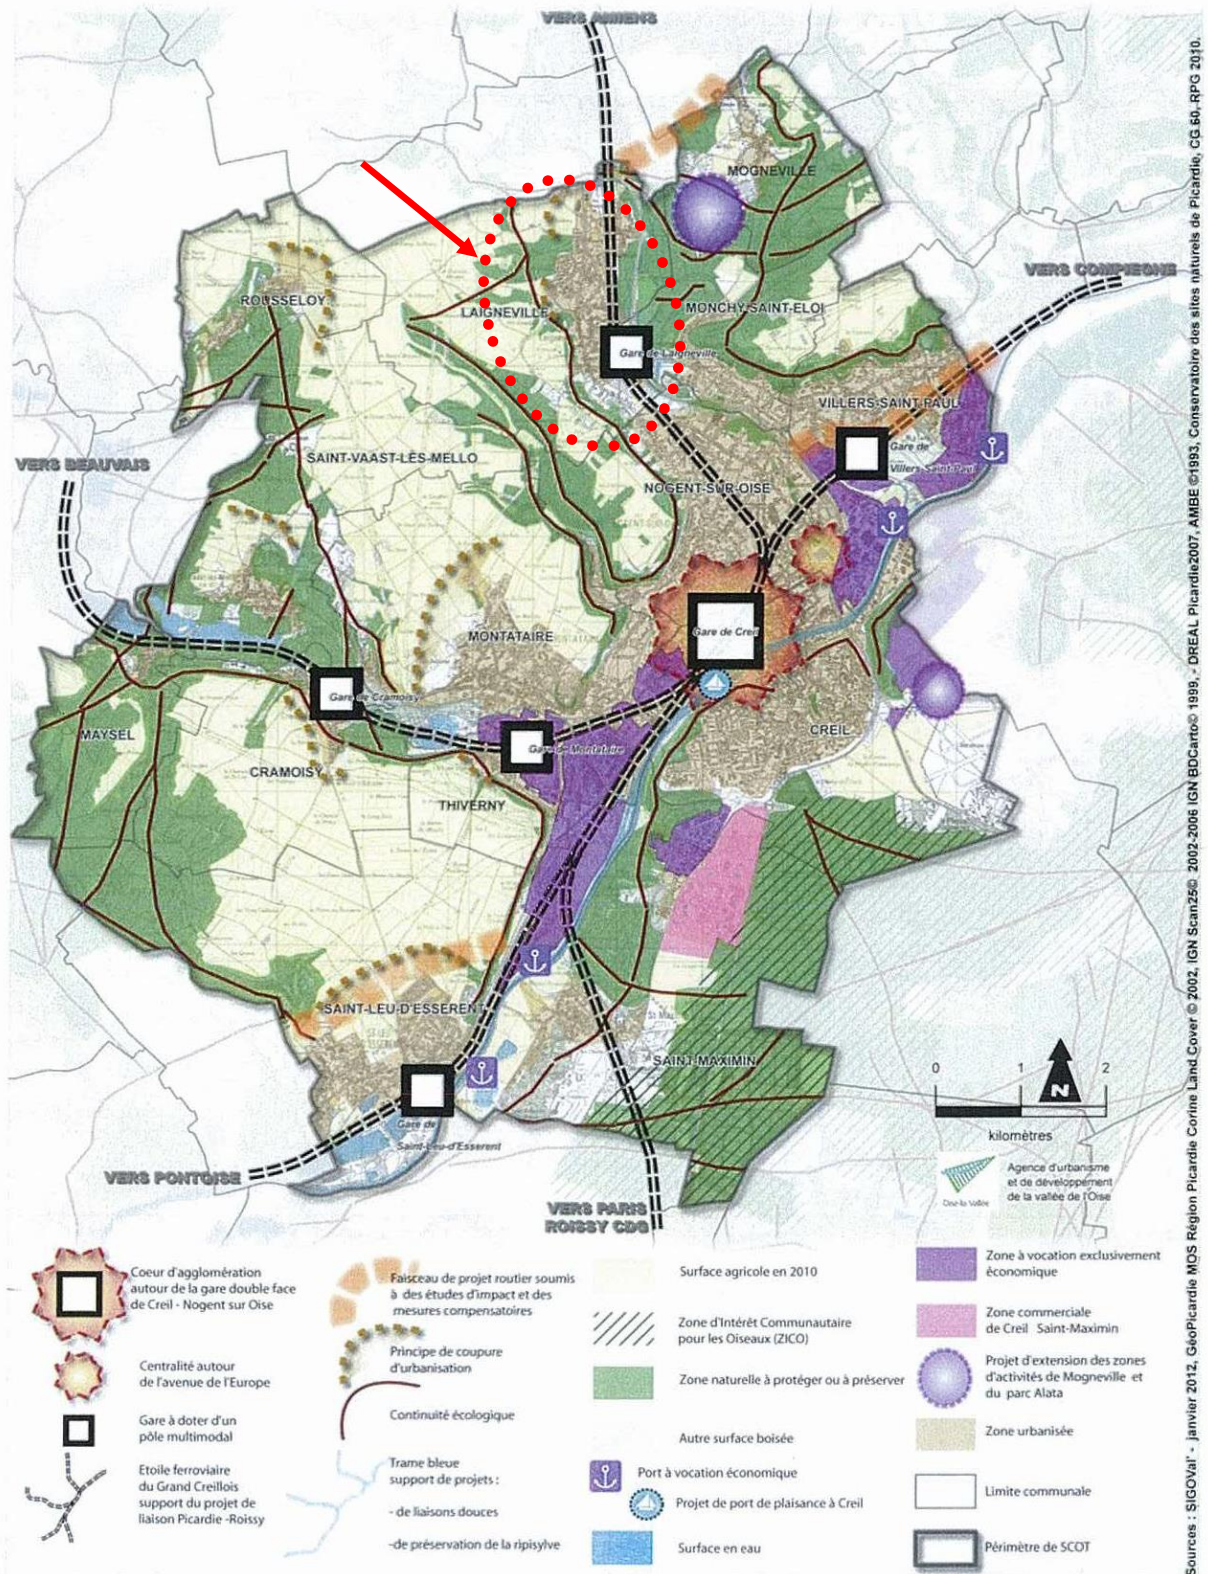 VERS AMIENS
MOGNEVILLE
VERS COMPIEGNE
ROUSSELOY
LAIGNEVILLE
MONCHY-SAINT-ELOI
Gare de Laigneville
VILLERS-SAINT-PAUL
Gare de
Villers-Saint-Paul
VERS BEAUVAIS
SAINT-VAAST-LÈS-MELLO
NOGENT-SUR-OISE
MONTATAIRE
Gare de Creil
Gare de Cramoisy
MAYSEL
CREIL
Gare de Montataire
CRAMOISY
THIVERNY
SAINT-LEU-D'ESSERENT
SAINT-MAXIMIN
Gare de
Saint-Leu-d'Esserent
VERS PONTOISE
VERS PARIS
ROISSY CDG
0 1 2
N
kilomètres
Oise-la-Vallée
Agence d'urbanisme
et de développement
de la vallée de l'Oise
Coeur d'agglomération
autour de la gare double face
de Creil - Nogent sur Oise
Centralité autour
de l'avenue de l'Europe
Gare à doter d'un
pôle multimodal
Etoile ferroviaire
du Grand Creillois
support du projet de
liaison Picardie -Roissy
Faisceau de projet routier soumis
à des études d'impact et des
mesures compensatoires
Principe de coupure
d'urbanisation
Continuité écologique
Trame bleue
support de projets :
- de liaisons douces
-de préservation de la ripisylve
Surface agricole en 2010
Zone d'Intérêt Communautaire
pour les Oiseaux (ZICO)
Zone naturelle à protéger ou à préserver
Autre surface boisée
Port à vocation économique
Projet de port de plaisance à Creil
Surface en eau
Zone à vocation exclusivement
économique
Zone commerciale
de Creil Saint-Maximin
Projet d'extension des zones
d'activités de Mogneville et
du parc Alata
Zone urbanisée
Limite communale
Périmètre de SCOT
Sources : SIGOVal' - janvier 2012, GéoPicardie MOS Région Picardie Corine Land Cover © 2002, IGN Scan25© 2002-2006 IGN BDCarto© 1999, - DREAL Picardie2007, AMBE ©1993, Conservatoire des sites naturels de Picardie, CG 60, RPG 2010.